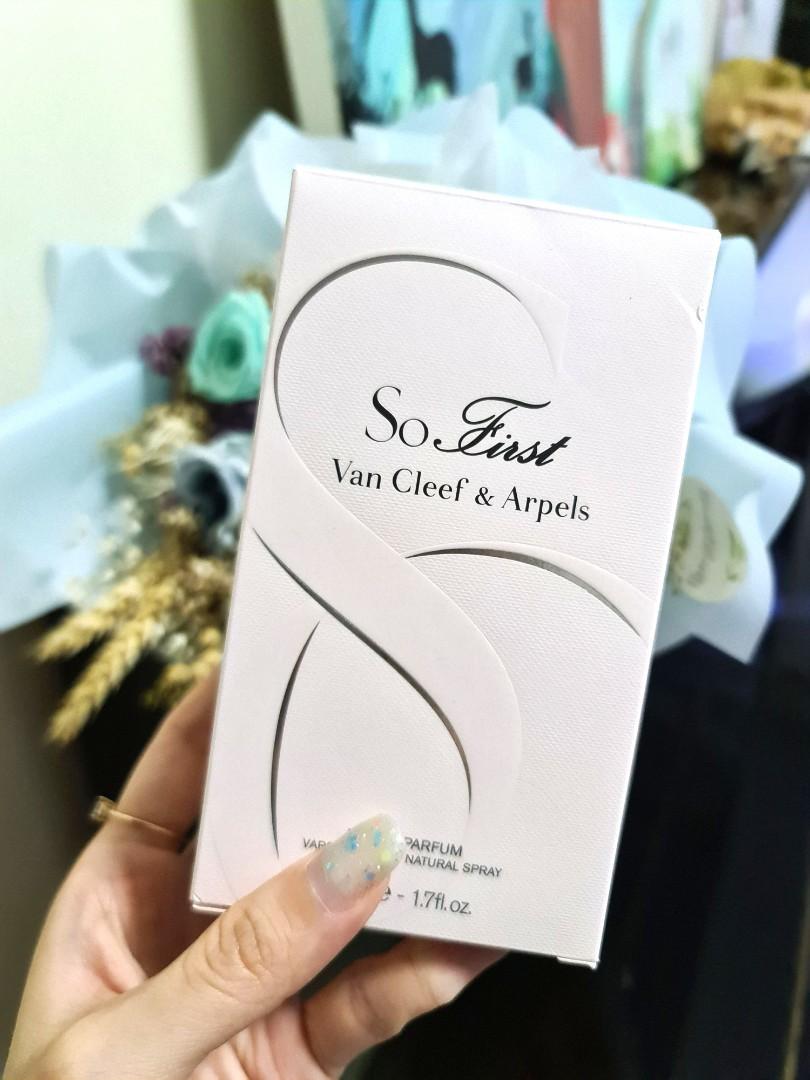 So First
Van Cleef & Arpels
PARFUM
NATURAL SPRAY
- 1.7fl.oz.